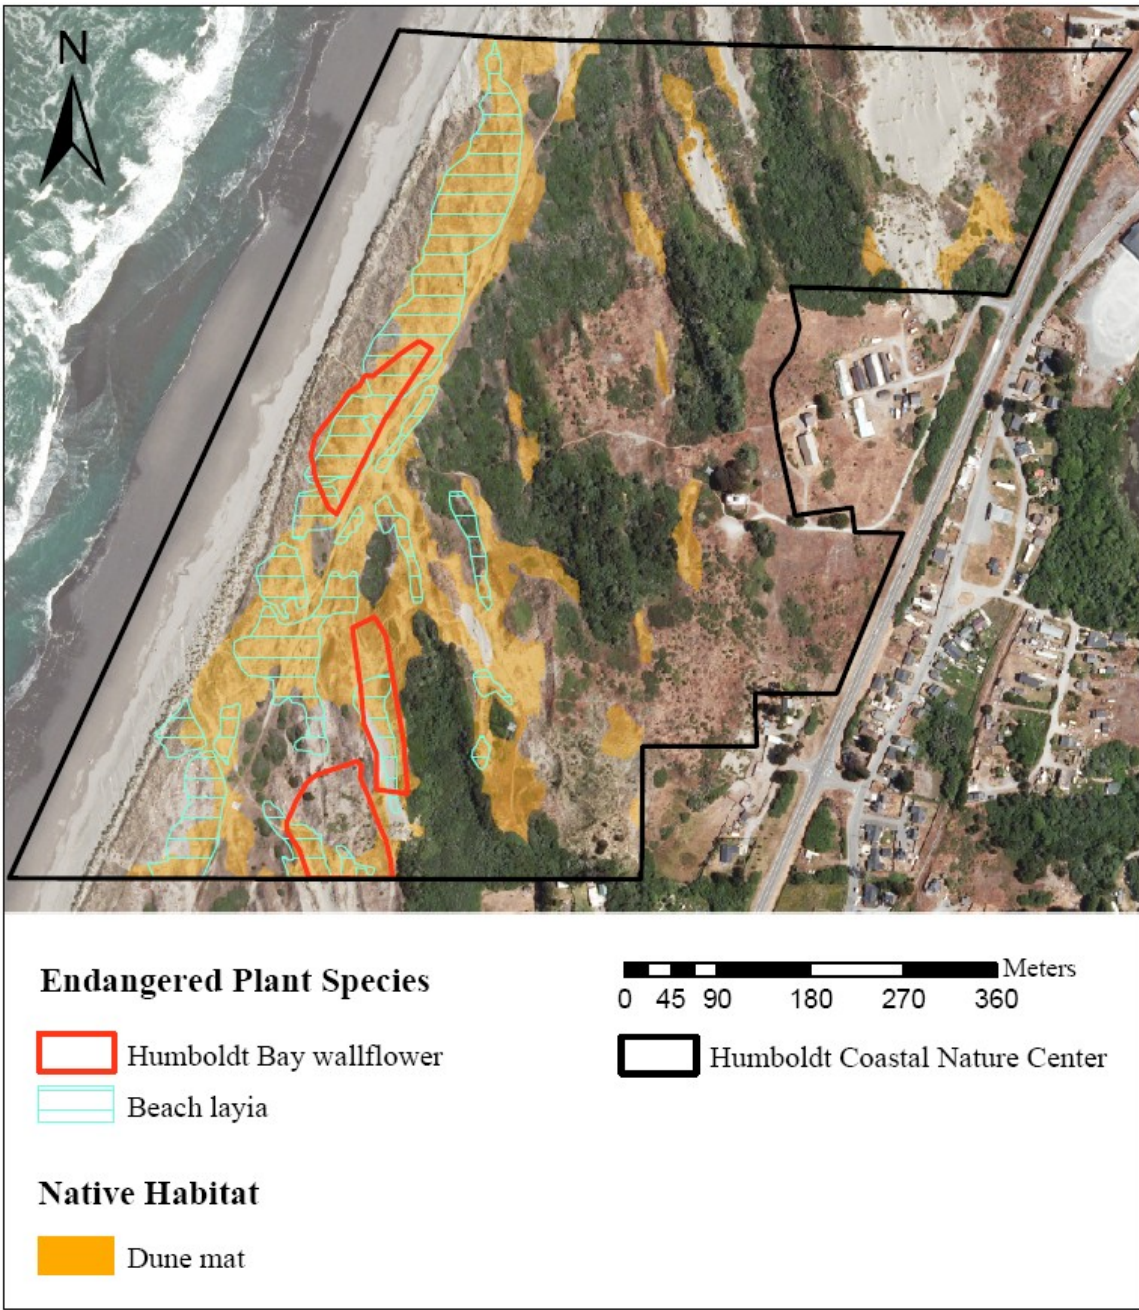 N
Endangered Plant Species
Humboldt Bay wallflower
Beach layia
Native Habitat
Dune mat
Meters
0 45 90 180 270 360
Humboldt Coastal Nature Center